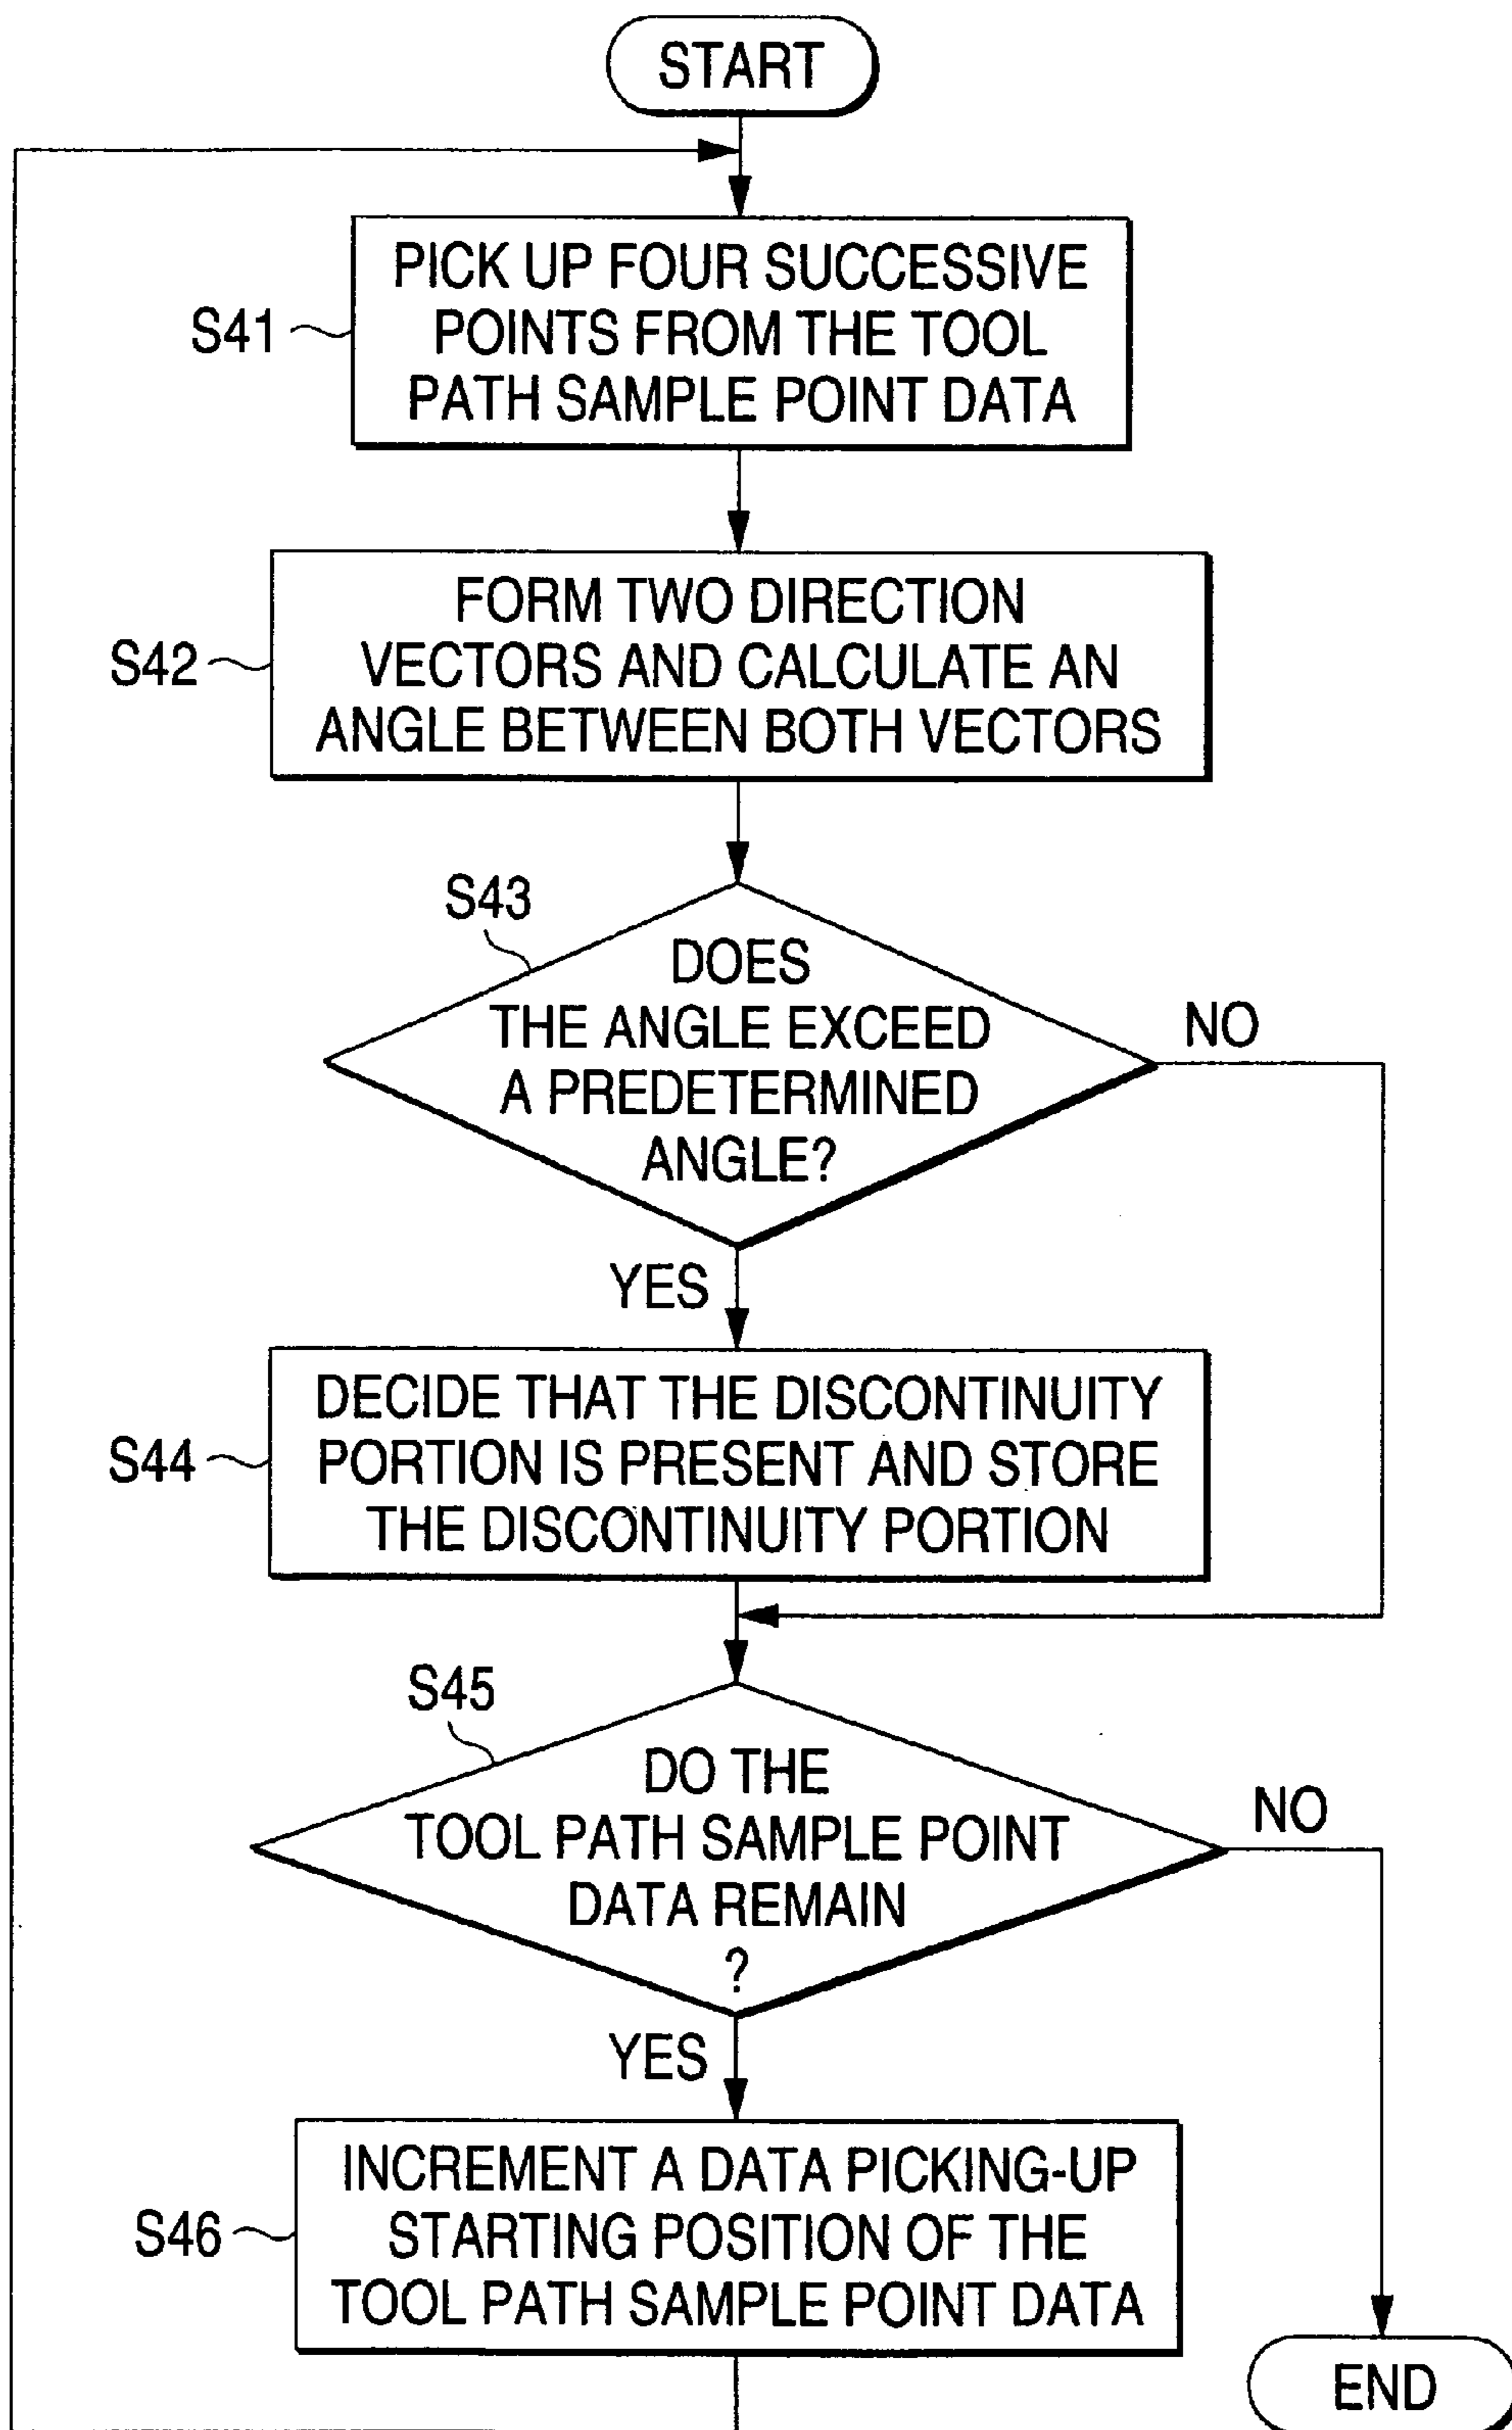 START
PICK UP FOUR SUCCESSIVE
POINTS FROM THE TOOL
PATH SAMPLE POINT DATA
S41
FORM TWO DIRECTION
VECTORS AND CALCULATE AN
ANGLE BETWEEN BOTH VECTORS
S42
S43
DOES
THE ANGLE EXCEED
A PREDETERMINED
ANGLE?
NO
YES
DECIDE THAT THE DISCONTINUITY
PORTION IS PRESENT AND STORE
THE DISCONTINUITY PORTION
S44
S45
DO THE
TOOL PATH SAMPLE POINT
DATA REMAIN
?
NO
YES
INCREMENT A DATA PICKING-UP
STARTING POSITION OF THE
TOOL PATH SAMPLE POINT DATA
S46
END